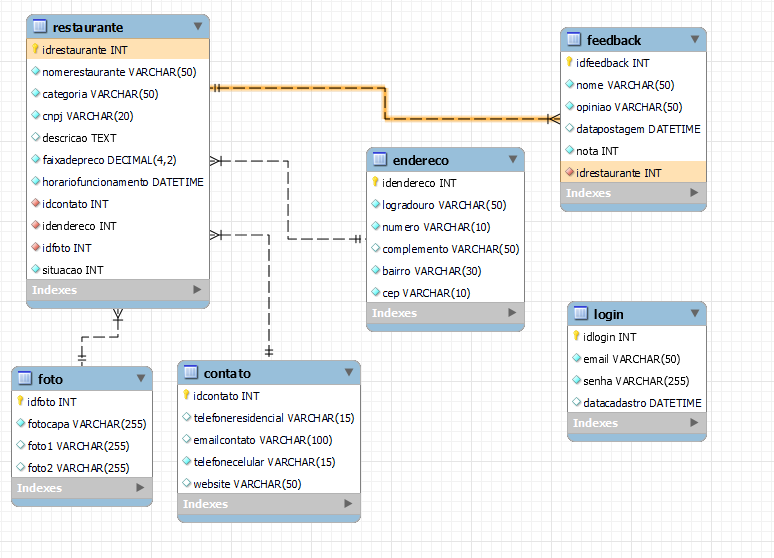 restaurante
idrestaurante INT
nomerestaurante VARCHAR(50)
categoria VARCHAR(50)
cnpj VARCHAR(20)
descricao TEXT
faixadepreco DECIMAL(4,2)
horariofuncionamento DATETIME
idcontato INT
idendereco INT
idfoto INT
situacao INT
Indexes
feedback
idfeedback INT
nome VARCHAR(50)
opiniao VARCHAR(50)
datapostagem DATETIME
nota INT
idrestaurante INT
Indexes
endereco
idendereco INT
logradouro VARCHAR(50)
numero VARCHAR(10)
complemento VARCHAR(50)
bairro VARCHAR(30)
cep VARCHAR(10)
Indexes
login
idlogin INT
email VARCHAR(50)
senha VARCHAR(255)
datacadastro DATETIME
Indexes
foto
idfoto INT
fotocapa VARCHAR(255)
foto1 VARCHAR(255)
foto2 VARCHAR(255)
Indexes
contato
idcontato INT
telefoneresidencial VARCHAR(15)
emailcontato VARCHAR(100)
telefonecelular VARCHAR(15)
website VARCHAR(50)
Indexes